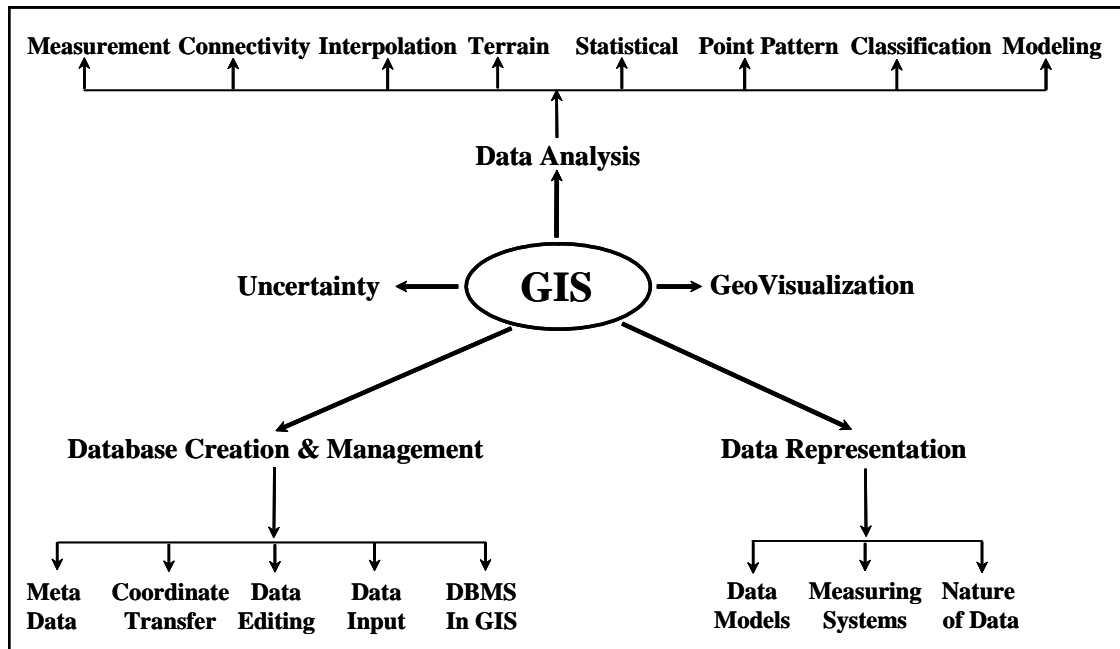 Measurement Connectivity Interpolation Terrain Statistical Point Pattern Classification Modeling
Data Analysis
Uncertainty GIS GeoVisualization
Database Creation & Management Data Representation
Meta Coordinate Data Data DBMS Data Measuring Nature
Data Transfer Editing Input In GIS Models Systems of Data